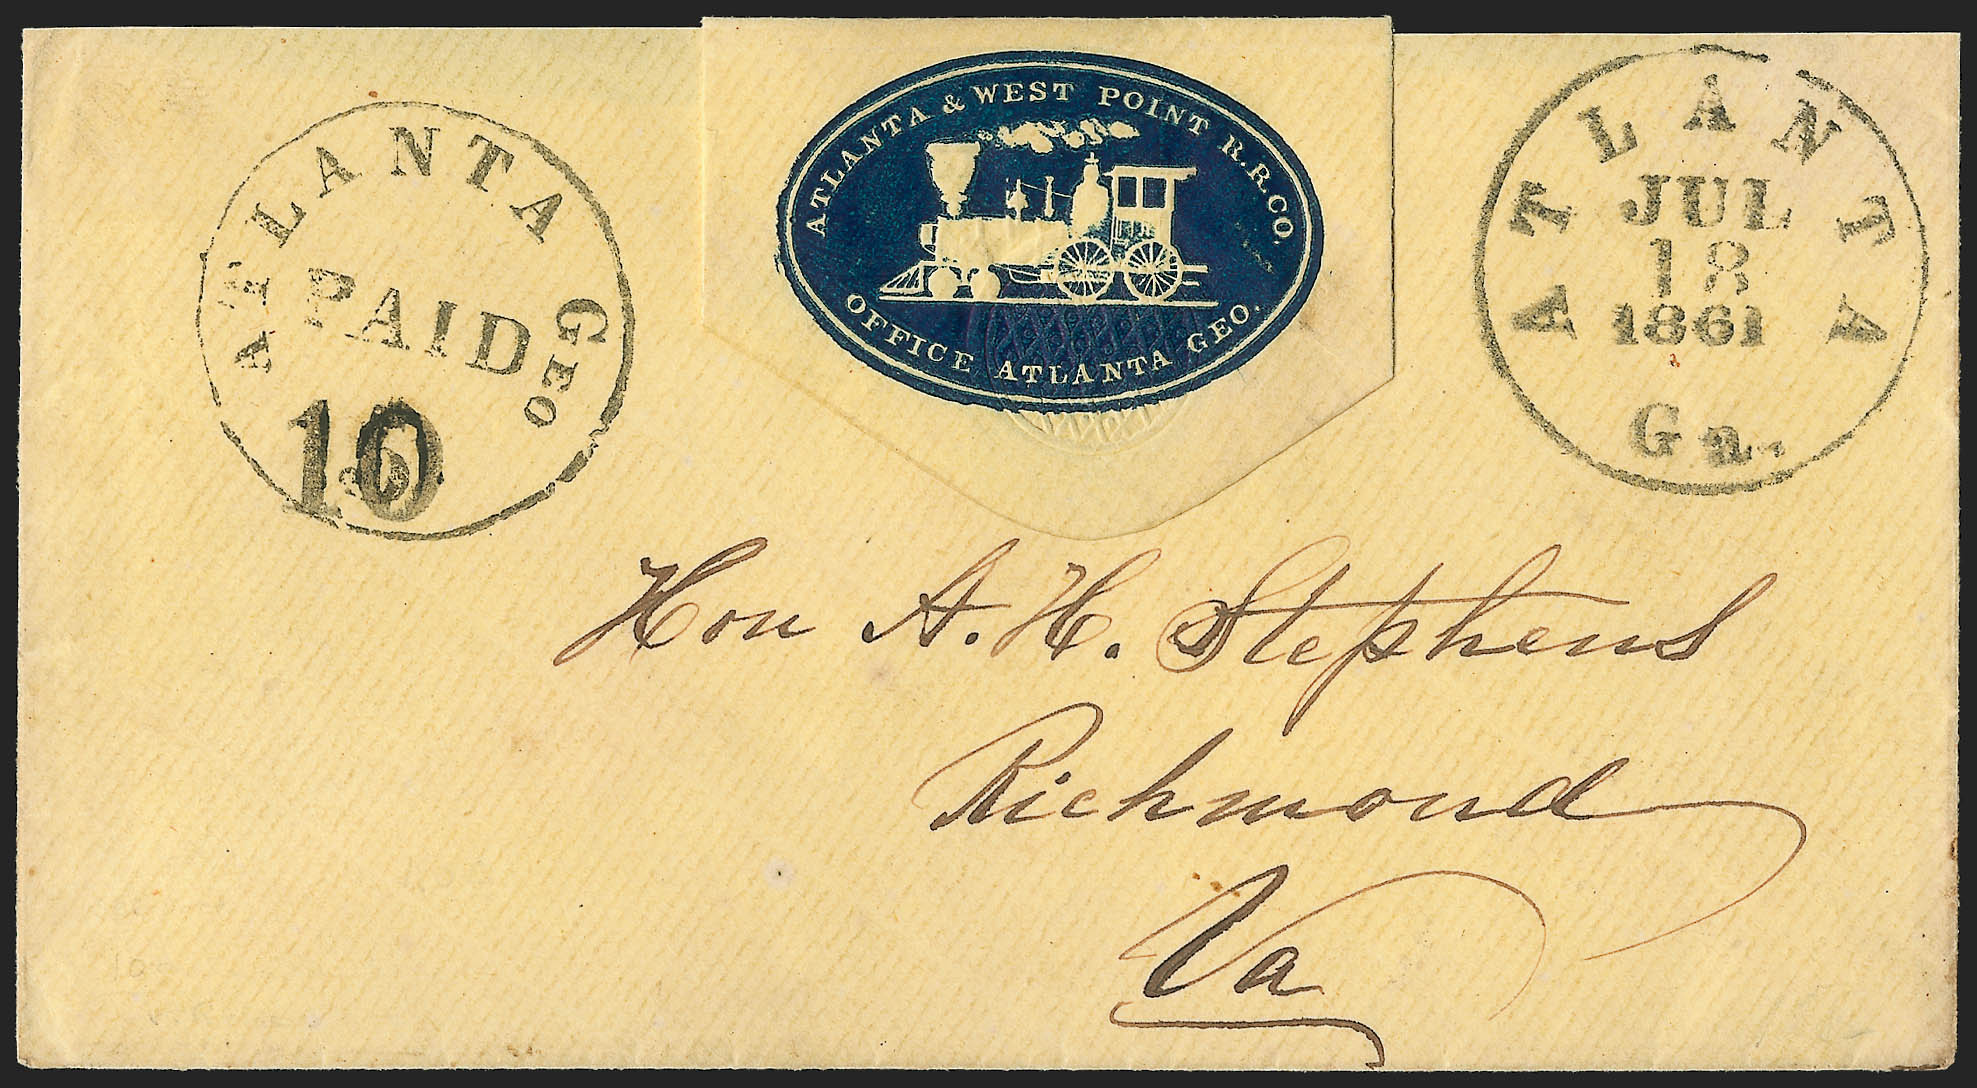 ATLANTA GEO
PAID
10
ATLANTA & WEST POINT R.R.CO.
OFFICE ATLANTA GEO.
ATLANTA
JUL
18
1861
Ga.
Hon A. H. Stephens
Richmond
Va